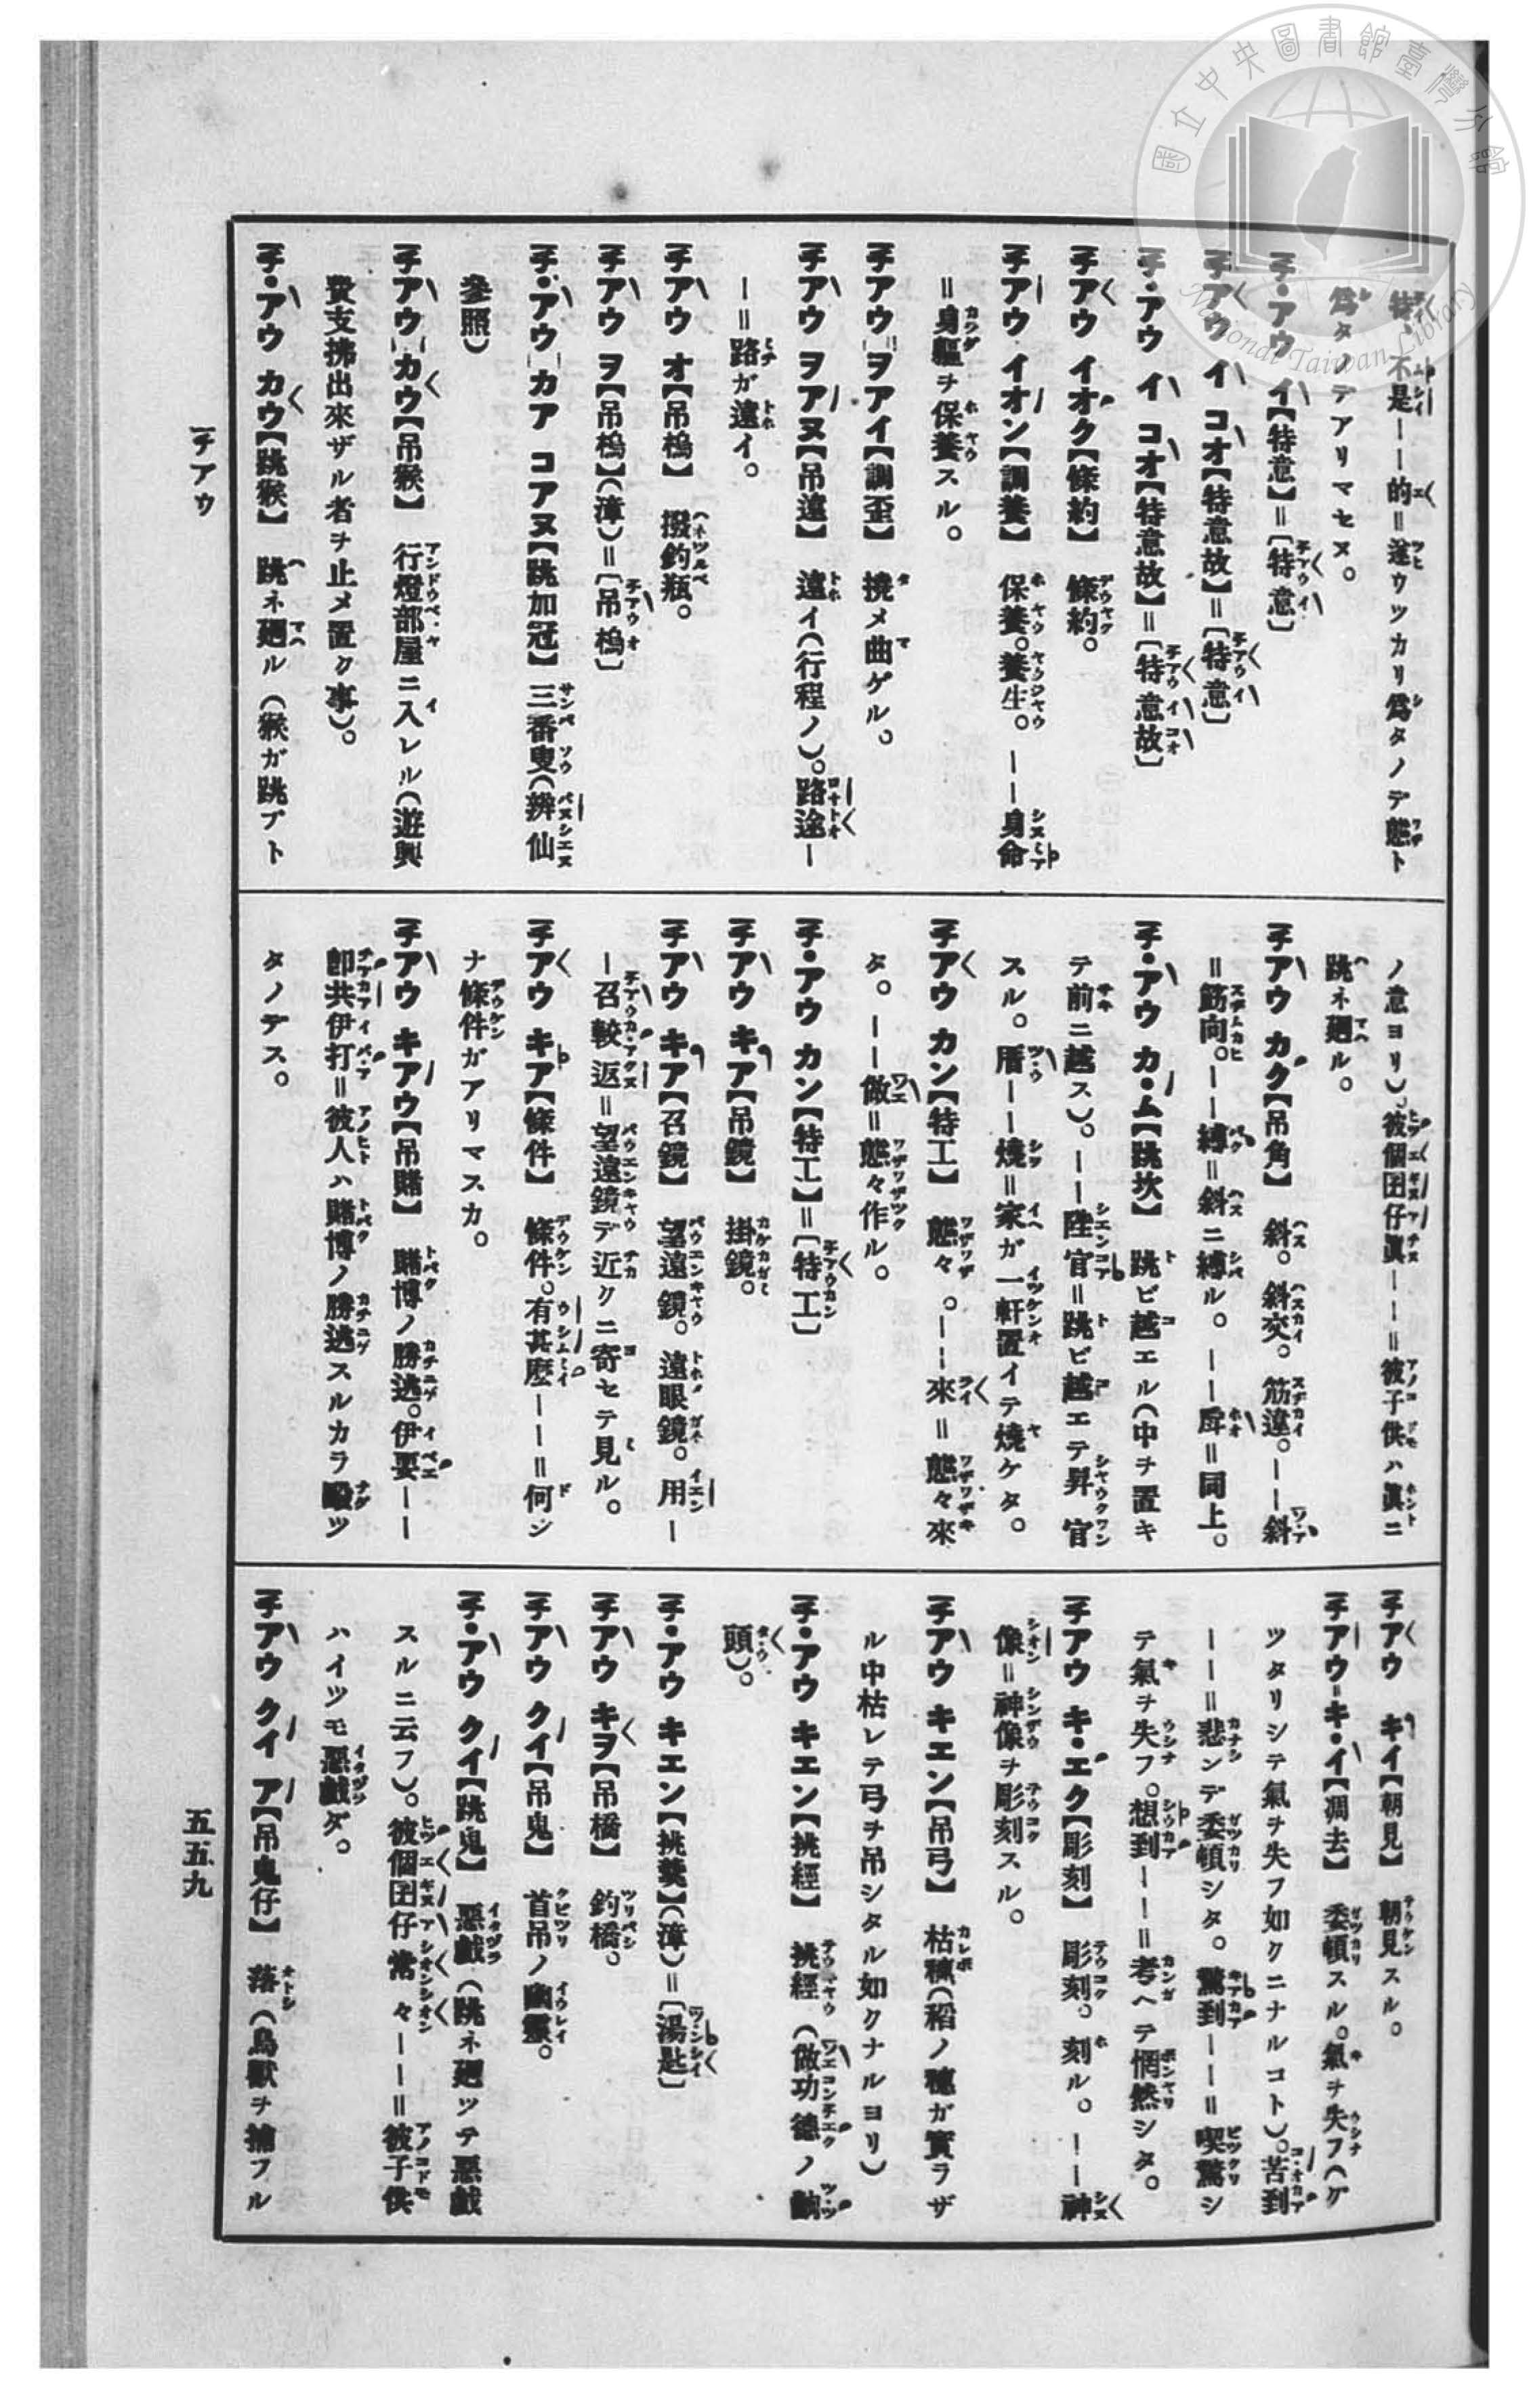 特、不是――的＝遂ウツカリ爲タノデ態ト
爲タノデアリマセヌ。
チ・アウ イ【特意】＝〔特意〕
チアウ イ コオ【特意故】＝〔特意〕
チ・アウ イ コオ【特意故】＝〔特意故〕
チアウ イオク【條約】 條約。
チアウ イオン【調養】 保養。養生。――身命
＝身軀ヲ保養スル。
チアウ ヲアイ【調歪】 撓メ曲ゲル。
チアウ ヲアヌ【吊遠】 遠イ(行程ノ)。路途―
―＝路ガ遠イ。
チアウ オ【吊槝】 撥釣瓶。
チアウ ヲ【吊槝】(漳)＝〔吊槝〕
チ・アウ カア コアヌ【跳加冠】 三番叟(辨仙
參照)
チアウ カウ【吊猴】 行燈部屋ニ入レル(遊興
費支拂出來ザル者ヲ止メ置ク事)。
チ・アウ カウ【跳猴】 跳ネ廻ル(猴ガ跳ブト
ノ意ヨリ)。彼個囝仔眞――＝彼子供ハ眞ニ
跳ネ廻ル。
チアウ カク【吊角】 斜。斜交。筋違。――斜
＝筋向。――縛＝斜ニ縛ル。――戽＝同上。
チ・アウ カ・ム【跳坎】 跳ビ越エル(中ヲ置キ
テ前ニ越ス)。――陞官＝跳ビ越エテ昇官
スル。厝――燒＝家ガ一軒置イテ燒ケタ。
チアウ カン【特工】 態々。――來＝態々來
タ。――做＝態々作ル。
チ・アウ カン【特工】＝〔特工〕
チアウ キア【吊鏡】 掛鏡。
チアウ キア【召鏡】 望遠鏡。遠眼鏡。用―
―召較返＝望遠鏡デ近クニ寄セテ見ル。
チアウ キア【條件】 條件。有甚麼――＝何ン
ナ條件ガアリマスカ。
チアウ キアウ【吊賭】 賭博ノ勝逃。伊要――
卽共伊打＝彼人ハ賭博ノ勝逃スルカラ毆ツ
タノデス。
チアウ キイ【朝見】 朝見スル。
チアウ キ・イ【凋去】 委頓スル。氣ヲ失フ(グ
ツタリシテ氣ヲ失フ如クニナルコト)。苦到
――＝悲ンデ委頓シタ。驚到――＝喫驚シ
テ氣ヲ失フ。想到――＝考ヘテ惘然シタ。
チアウ キ・エク【彫刻】 彫刻。刻ル。――神
像＝神像ヲ彫刻スル。
チアウ キエン【吊弓】 枯穗(稻ノ穗ガ實ラザ
ル中枯レテ弓ヲ吊シタル如クナルヨリ)
チ・アウ キエン【挑經】 挑經(做功德ノ齣
頭)。
チ・アウ キエン【挑羹】(漳)＝〔湯匙〕
チアウ キヲ【吊橋】 釣橋。
チアウ クイ【吊鬼】 首吊ノ幽靈。
チ・アウ クイ【跳鬼】 惡戲(跳ネ廻ツテ惡戲
スルニ云フ)。彼個囝仔常々――＝彼子供
ハイツモ惡戲ダ。
チアウ クイ ア【吊鬼仔】 落(鳥獸ヲ捕フル
チアウ
五五九
國立中央圖書館臺灣分館
National Taiwan Library